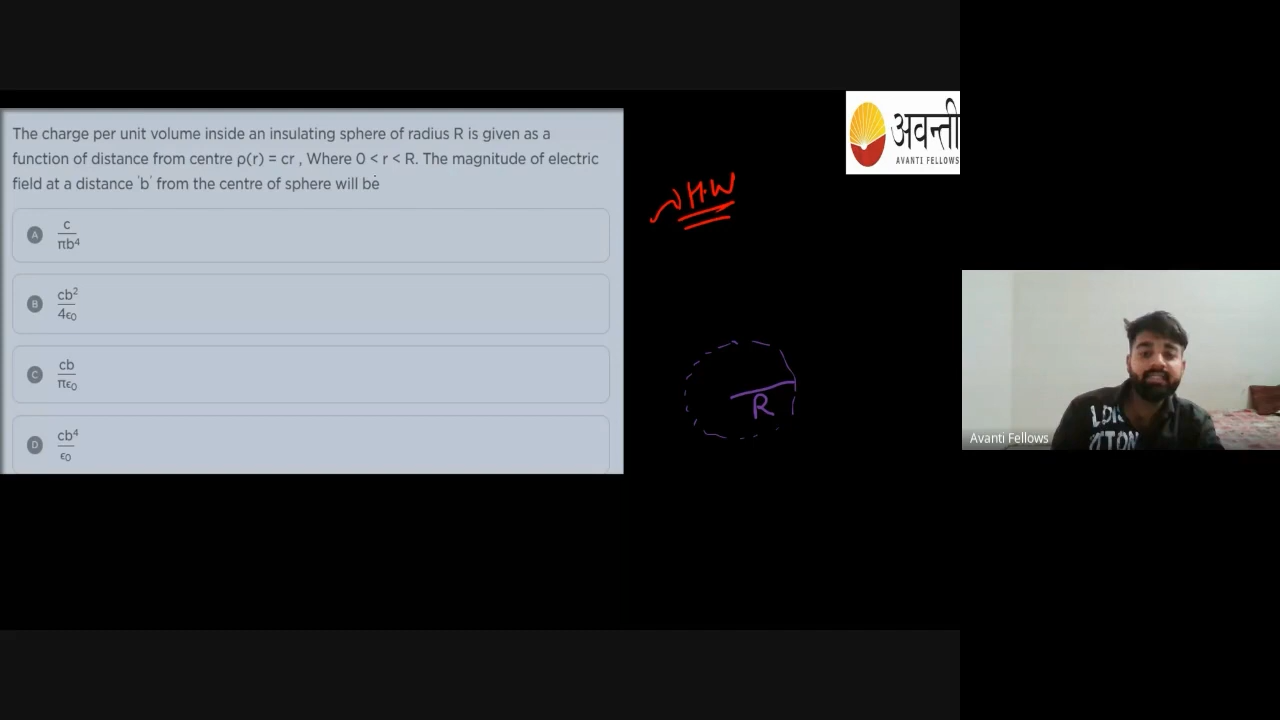 The charge per unit volume inside an insulating sphere of radius R is given as a
function of distance from centre ρ(r) = cr , Where 0 < r < R. The magnitude of electric
field at a distance 'b' from the centre of sphere will be
A c/πb⁴
B cb²/4ϵ₀
C cb/πϵ₀
D cb⁴/ϵ₀
H.W
R
अवन्ती
AVANTI FELLOWS
Avanti Fellows